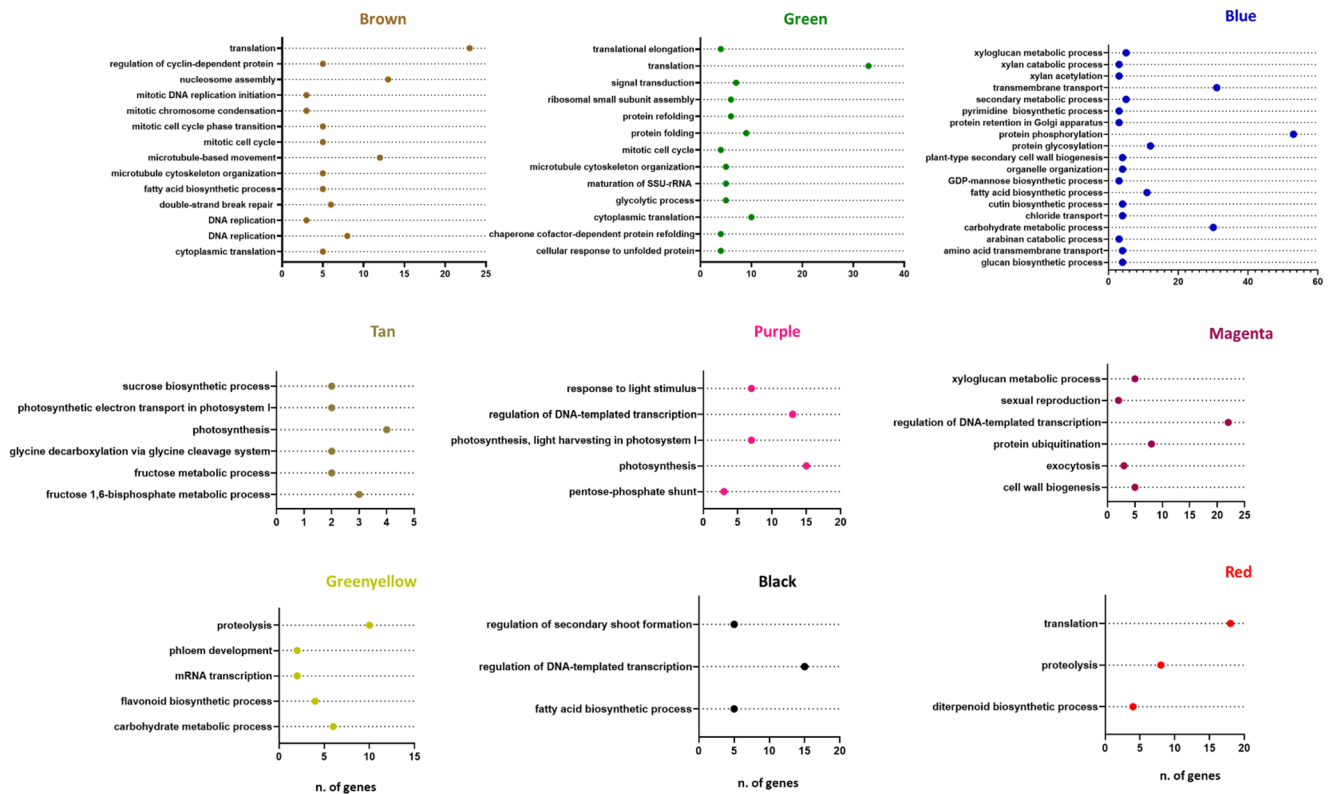 Brown
translation
regulation of cyclin-dependent protein
nucleosome assembly
mitotic DNA replication initiation
mitotic chromosome condensation
mitotic cell cycle phase transition
mitotic cell cycle
microtubule-based movement
microtubule cytoskeleton organization
fatty acid biosynthetic process
double-strand break repair
DNA replication
DNA replication
cytoplasmic translation
0 5 10 15 20 25
Green
translational elongation
translation
signal transduction
ribosomal small subunit assembly
protein refolding
protein folding
mitotic cell cycle
microtubule cytoskeleton organization
maturation of SSU-rRNA
glycolytic process
cytoplasmic translation
chaperone cofactor-dependent protein refolding
cellular response to unfolded protein
0 10 20 30 40
Blue
xyloglucan metabolic process
xylan catabolic process
xylan acetylation
transmembrane transport
secondary metabolic process
pyrimidine biosynthetic process
protein retention in Golgi apparatus
protein phosphorylation
protein glycosylation
plant-type secondary cell wall biogenesis
organelle organization
GDP-mannose biosynthetic process
fatty acid biosynthetic process
cutin biosynthetic process
chloride transport
carbohydrate metabolic process
arabinan catabolic process
amino acid transmembrane transport
glucan biosynthetic process
0 20 40 60
Tan
sucrose biosynthetic process
photosynthetic electron transport in photosystem I
photosynthesis
glycine decarboxylation via glycine cleavage system
fructose metabolic process
fructose 1,6-bisphosphate metabolic process
0 1 2 3 4 5
Purple
response to light stimulus
regulation of DNA-templated transcription
photosynthesis, light harvesting in photosystem I
photosynthesis
pentose-phosphate shunt
0 5 10 15 20
Magenta
xyloglucan metabolic process
sexual reproduction
regulation of DNA-templated transcription
protein ubiquitination
exocytosis
cell wall biogenesis
0 5 10 15 20 25
Greenyellow
proteolysis
phloem development
mRNA transcription
flavonoid biosynthetic process
carbohydrate metabolic process
0 5 10 15
n. of genes
Black
regulation of secondary shoot formation
regulation of DNA-templated transcription
fatty acid biosynthetic process
0 5 10 15 20
n. of genes
Red
translation
proteolysis
diterpenoid biosynthetic process
0 5 10 15 20
n. of genes